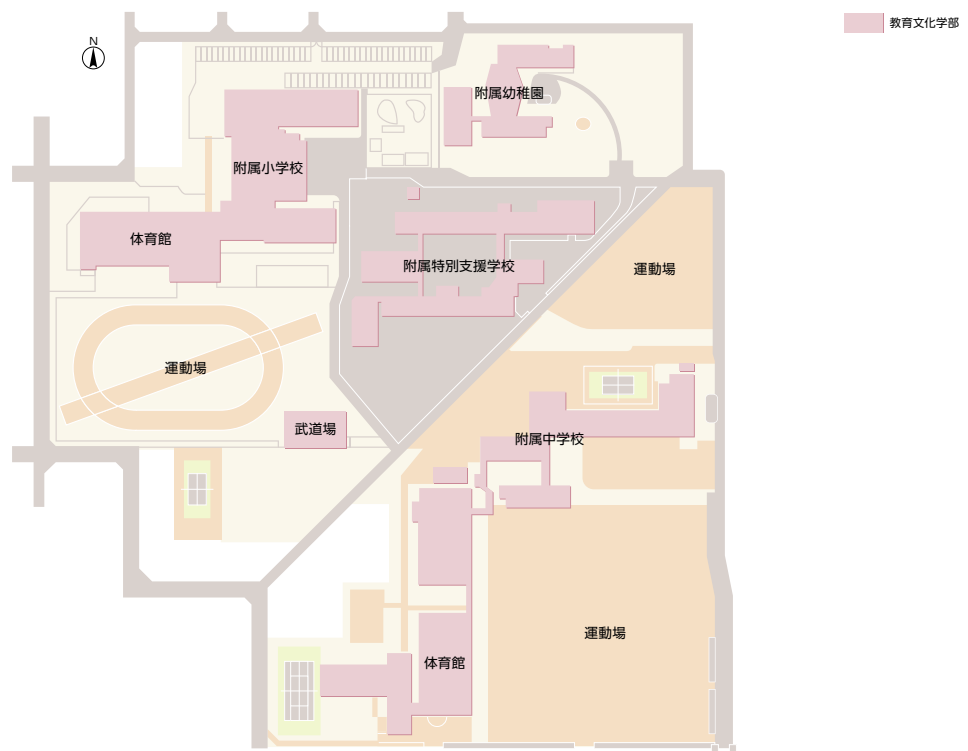 教育文化学部
N
附属幼稚園
附属小学校
体育館
附属特別支援学校
運動場
運動場
武道場
附属中学校
運動場
体育館